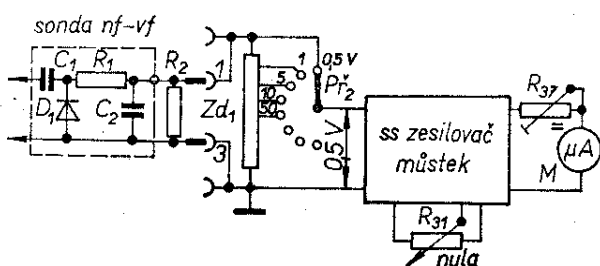 sonda nf-vf
C1
R1
R2
D1
C2
1
3
Zd1
1
5
10
50
0,5 V
Př2
0,5 V
ss zesilovač
můstek
R37
=
μA
M
R31
nula